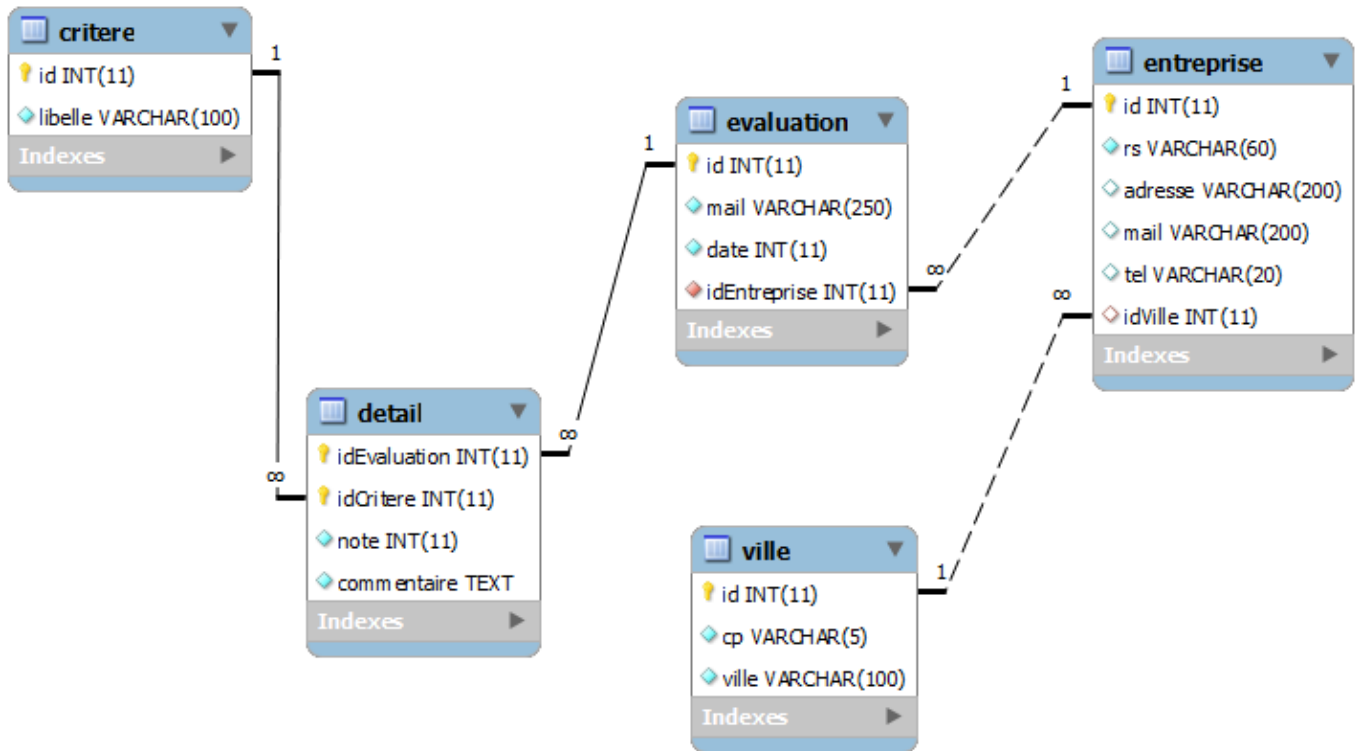 critere
id INT(11)
libelle VARCHAR(100)
Indexes
1
∞
detail
idEvaluation INT(11)
idCritere INT(11)
note INT(11)
commentaire TEXT
Indexes
∞
1
evaluation
id INT(11)
mail VARCHAR(250)
date INT(11)
idEntreprise INT(11)
Indexes
∞
1
entreprise
id INT(11)
rs VARCHAR(60)
adresse VARCHAR(200)
mail VARCHAR(200)
tel VARCHAR(20)
idVille INT(11)
Indexes
∞
1
ville
id INT(11)
cp VARCHAR(5)
ville VARCHAR(100)
Indexes